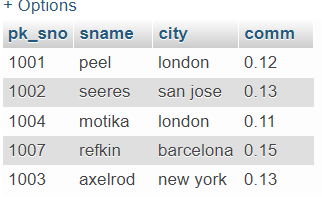 + Options
pk_sno sname city comm
1001 peel london 0.12
1002 seeres san jose 0.13
1004 motika london 0.11
1007 refkin barcelona 0.15
1003 axelrod new york 0.13